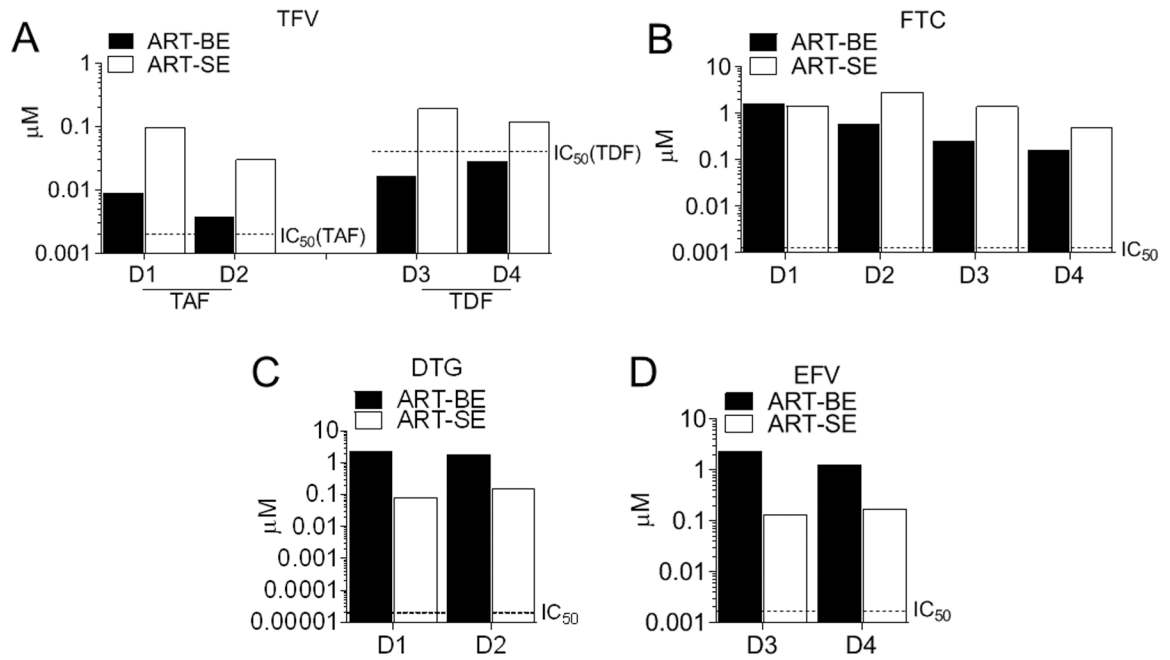 A
TFV
ART-BE
ART-SE
μM
1
0.1
0.01
0.001
IC50(TAF)
IC50(TDF)
D1
D2
D3
D4
TAF
TDF
B
FTC
ART-BE
ART-SE
μM
10
1
0.1
0.01
0.001
IC50
D1
D2
D3
D4
C
DTG
ART-BE
ART-SE
μM
10
1
0.1
0.01
0.001
0.0001
0.00001
IC50
D1
D2
D
EFV
ART-BE
ART-SE
μM
10
1
0.1
0.01
0.001
IC50
D3
D4